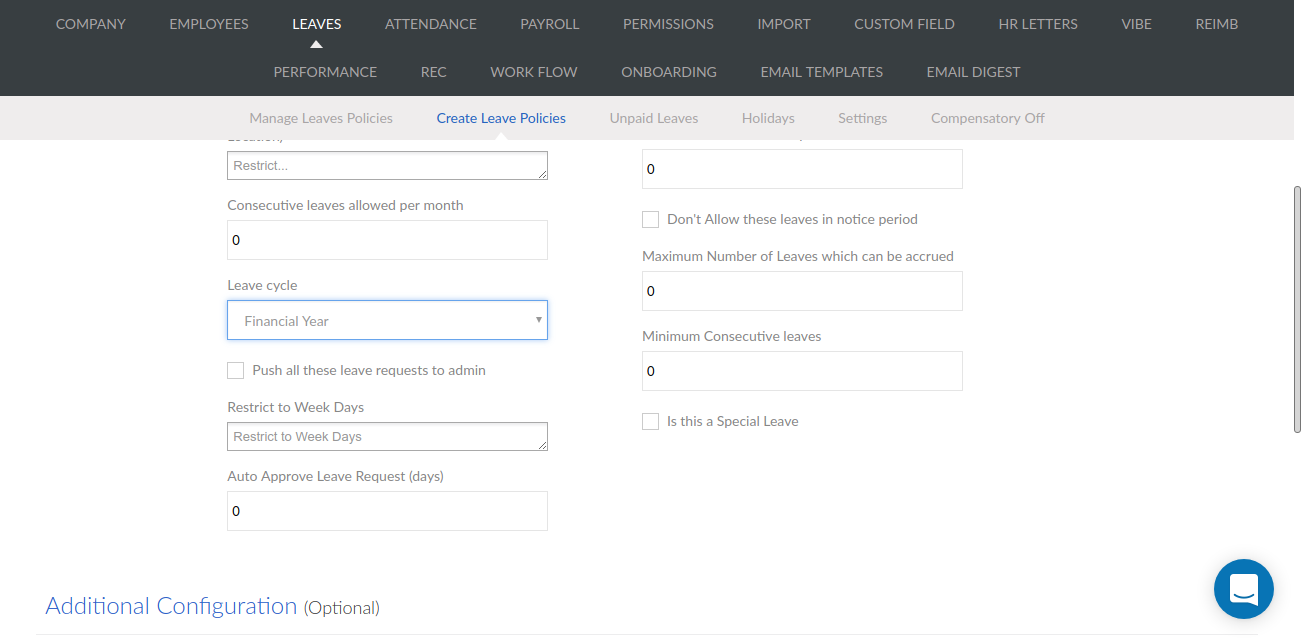 COMPANY EMPLOYEES LEAVES ATTENDANCE PAYROLL PERMISSIONS IMPORT CUSTOM FIELD HR LETTERS VIBE REIMB
PERFORMANCE REC WORK FLOW ONBOARDING EMAIL TEMPLATES EMAIL DIGEST
Manage Leaves Policies Create Leave Policies Unpaid Leaves Holidays Settings Compensatory Off
Restrict...
Consecutive leaves allowed per month
0
Leave cycle
Financial Year
Push all these leave requests to admin
Restrict to Week Days
Restrict to Week Days
Auto Approve Leave Request (days)
0
0
Don't Allow these leaves in notice period
Maximum Number of Leaves which can be accrued
0
Minimum Consecutive leaves
0
Is this a Special Leave
Additional Configuration (Optional)